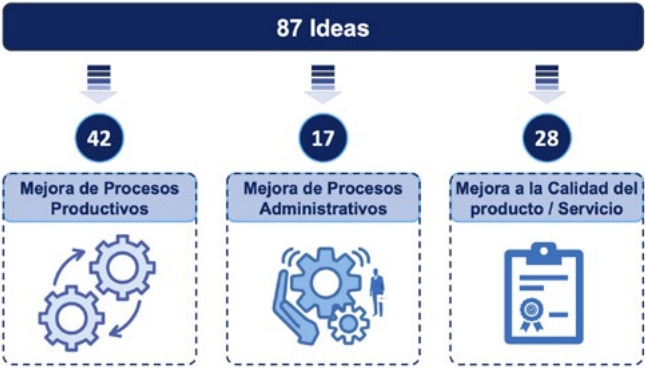 87 Ideas
42
17
28
Mejora de Procesos
Productivos
Mejora de Procesos
Administrativos
Mejora a la Calidad del
producto / Servicio